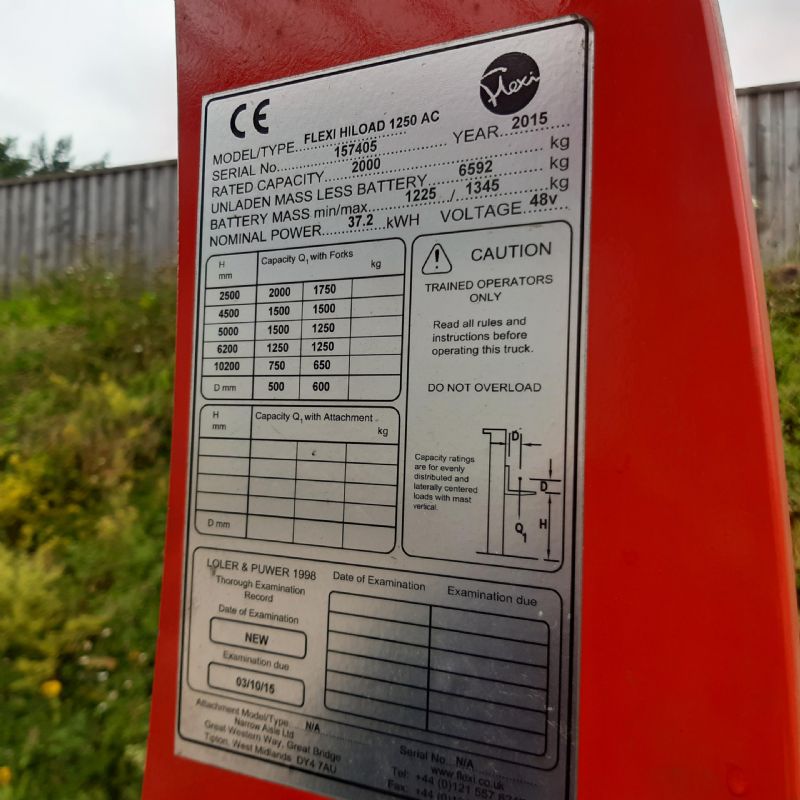 CE
Flexi
MODEL/TYPE FLEXI HILOAD 1250 AC
SERIAL No. 157405 YEAR 2015
RATED CAPACITY 2000 kg
UNLADEN MASS LESS BATTERY 6592 kg
BATTERY MASS min/max 1225 / 1345 kg
NOMINAL POWER 37.2 kWH VOLTAGE 48v
H mm Capacity Q1 with Forks kg
2500 2000 1750
4500 1500 1500
5000 1500 1250
6200 1250 1250
10200 750 650
D mm 500 600
H mm Capacity Q1 with Attachment kg
D mm
CAUTION
TRAINED OPERATORS
ONLY
Read all rules and
instructions before
operating this truck.
DO NOT OVERLOAD
Capacity ratings
are for evenly
distributed and
laterally centered
loads with mast
vertical.
D
D
H
Q1
LOLER & PUWER 1998
Thorough Examination
Record
Date of Examination
NEW
Examination due
03/10/15
Date of Examination Examination due
Attachment Model/Type N/A
Serial No N/A
Narrow Aisle Ltd
Great Western Way, Great Bridge
Tipton, West Midlands DY4 7AU
www.flexi.co.uk
Tel: +44 (0)121 557
Fax: +44